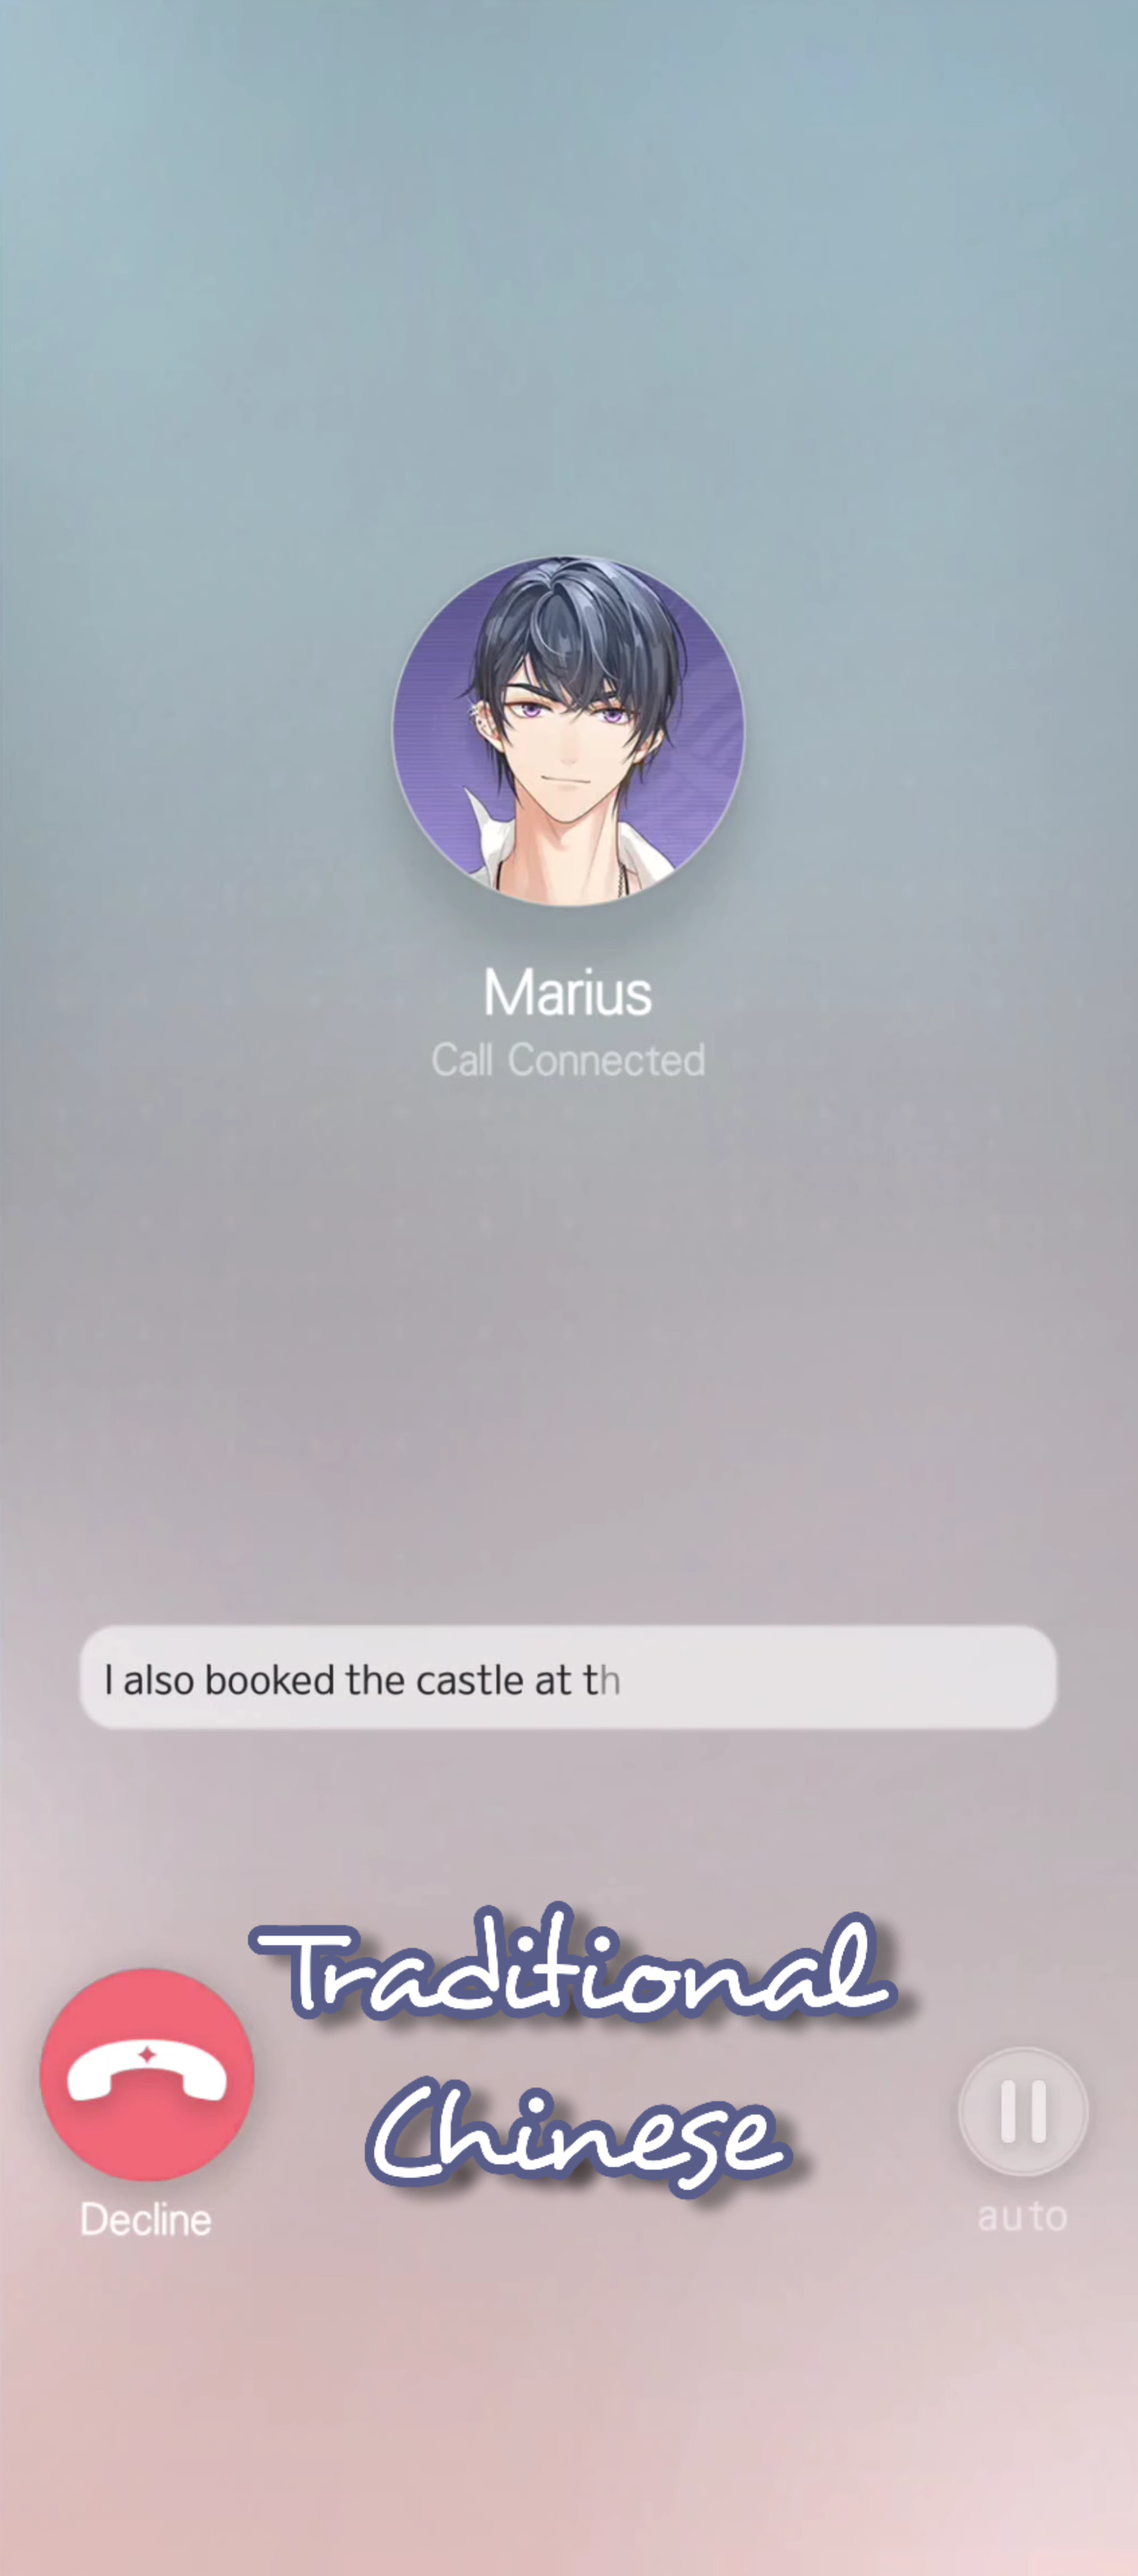 Marius
Call Connected
I also booked the castle at th
Traditional
Chinese
Decline
auto